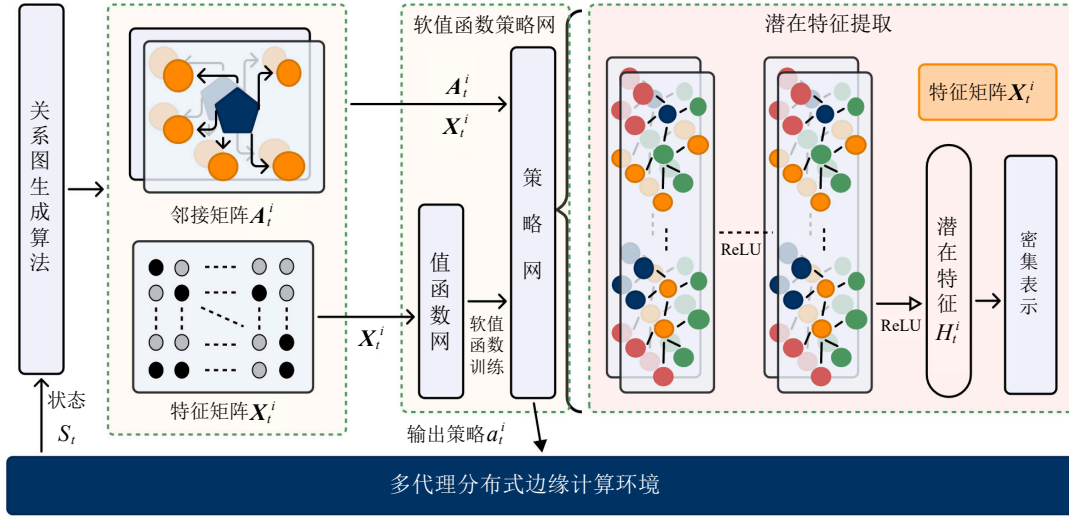 关系图生成算法
邻接矩阵A_t^i
特征矩阵X_t^i
状态
S_t
软值函数策略网
A_t^i
X_t^i
X_t^i
值函数网
软值
函数
训练
策略网
输出策略a_t^i
潜在特征提取
ReLU
特征矩阵X_t^i
ReLU
潜在特征
H_t^i
密集表示
多代理分布式边缘计算环境